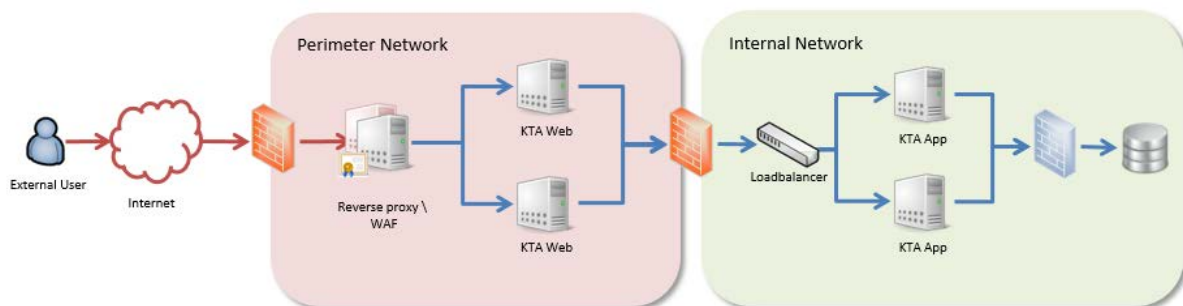 Perimeter Network
Internal Network
External User
Internet
Reverse proxy \
WAF
KTA Web
KTA Web
Loadbalancer
KTA App
KTA App